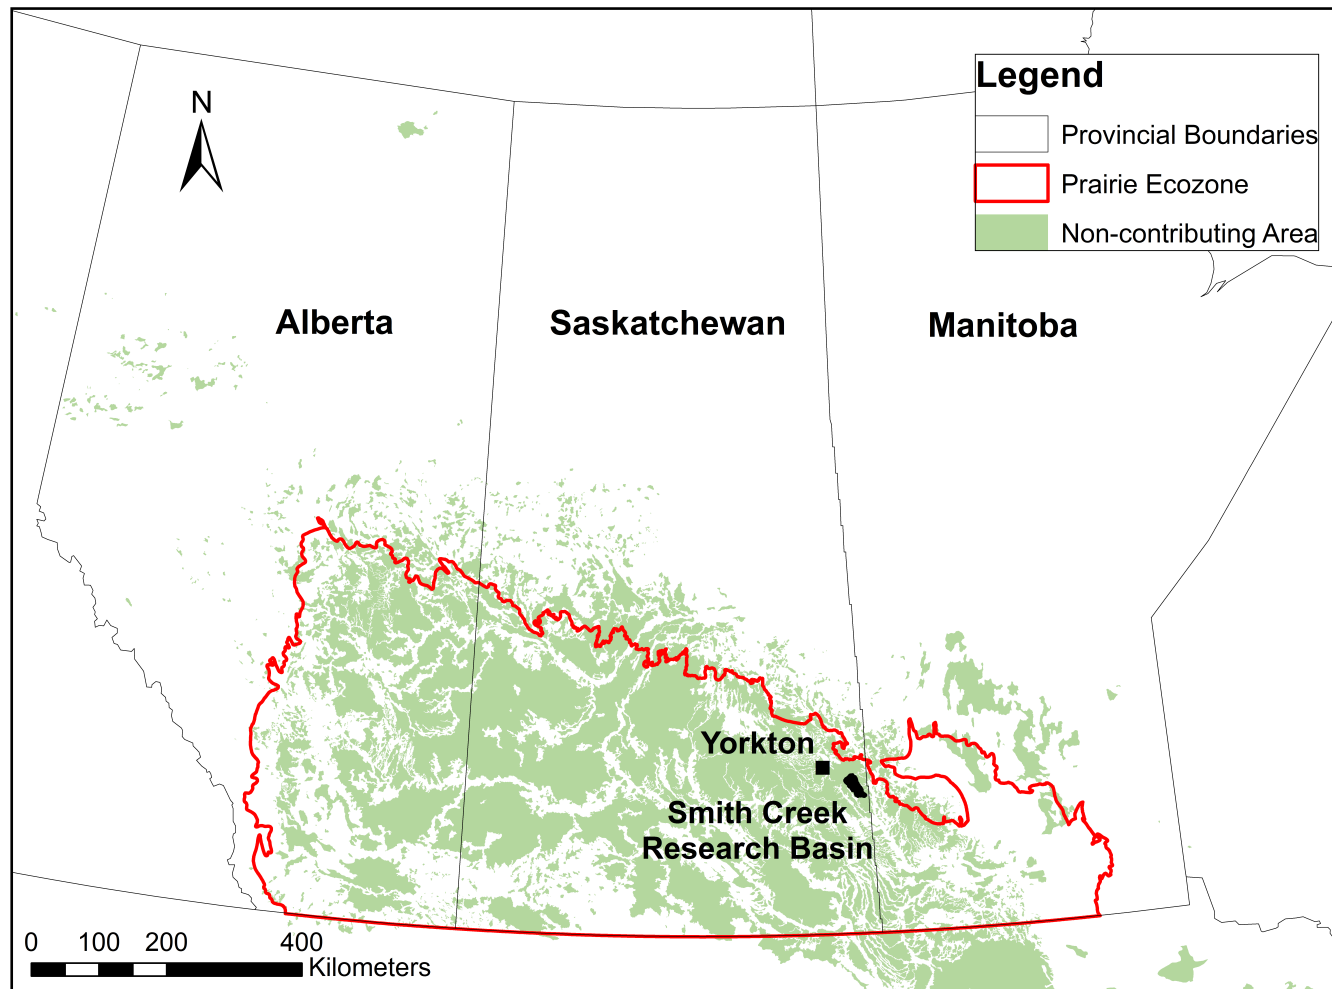 N
Legend
Provincial Boundaries
Prairie Ecozone
Non-contributing Area
Alberta
Saskatchewan
Manitoba
Yorkton
Smith Creek
Research Basin
0 100 200 400
Kilometers